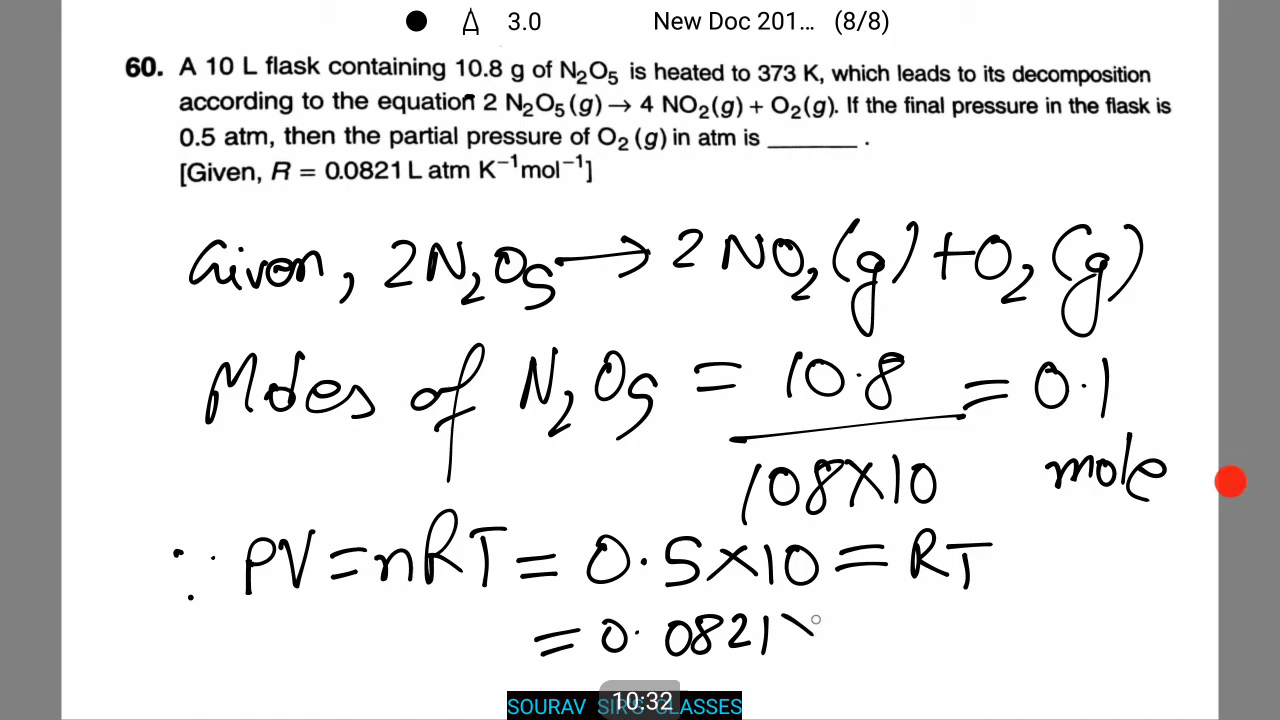 3.0 New Doc 201... (8/8)
60. A 10 L flask containing 10.8 g of N₂O₅ is heated to 373 K, which leads to its decomposition
according to the equation 2 N₂O₅(g) → 4 NO₂(g) + O₂(g). If the final pressure in the flask is
0.5 atm, then the partial pressure of O₂(g) in atm is ______ .
[Given, R = 0.0821 L atm K⁻¹mol⁻¹]
Given, 2N₂O₅ → 2 NO₂(g) + O₂(g)
Moles of N₂O₅ = 10.8 = 0.1
108×10 mole
∵ PV = nRT = 0.5×10 = RT
= 0.0821
10:32
SOURAV SIR'S CLASSES